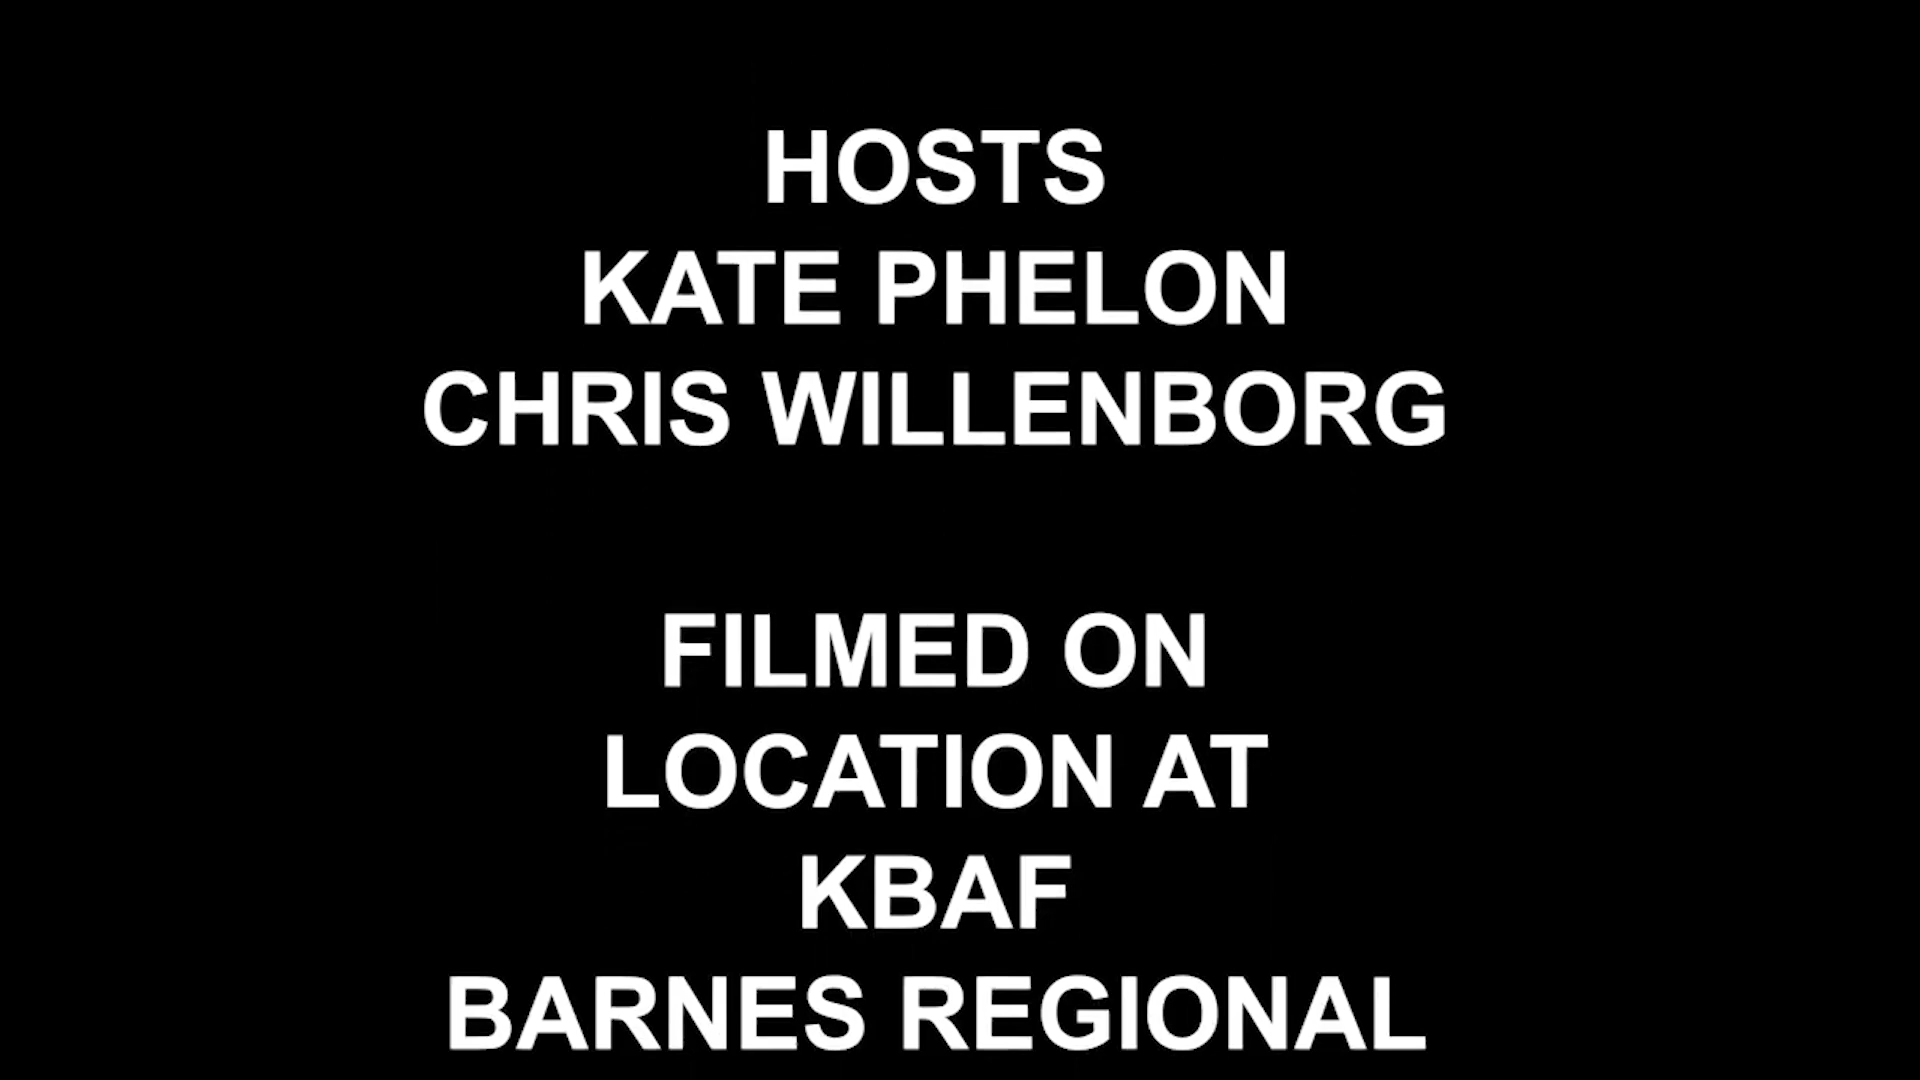 HOSTS
KATE PHELON
CHRIS WILLENBORG
FILMED ON
LOCATION AT
KBAF
BARNES REGIONAL